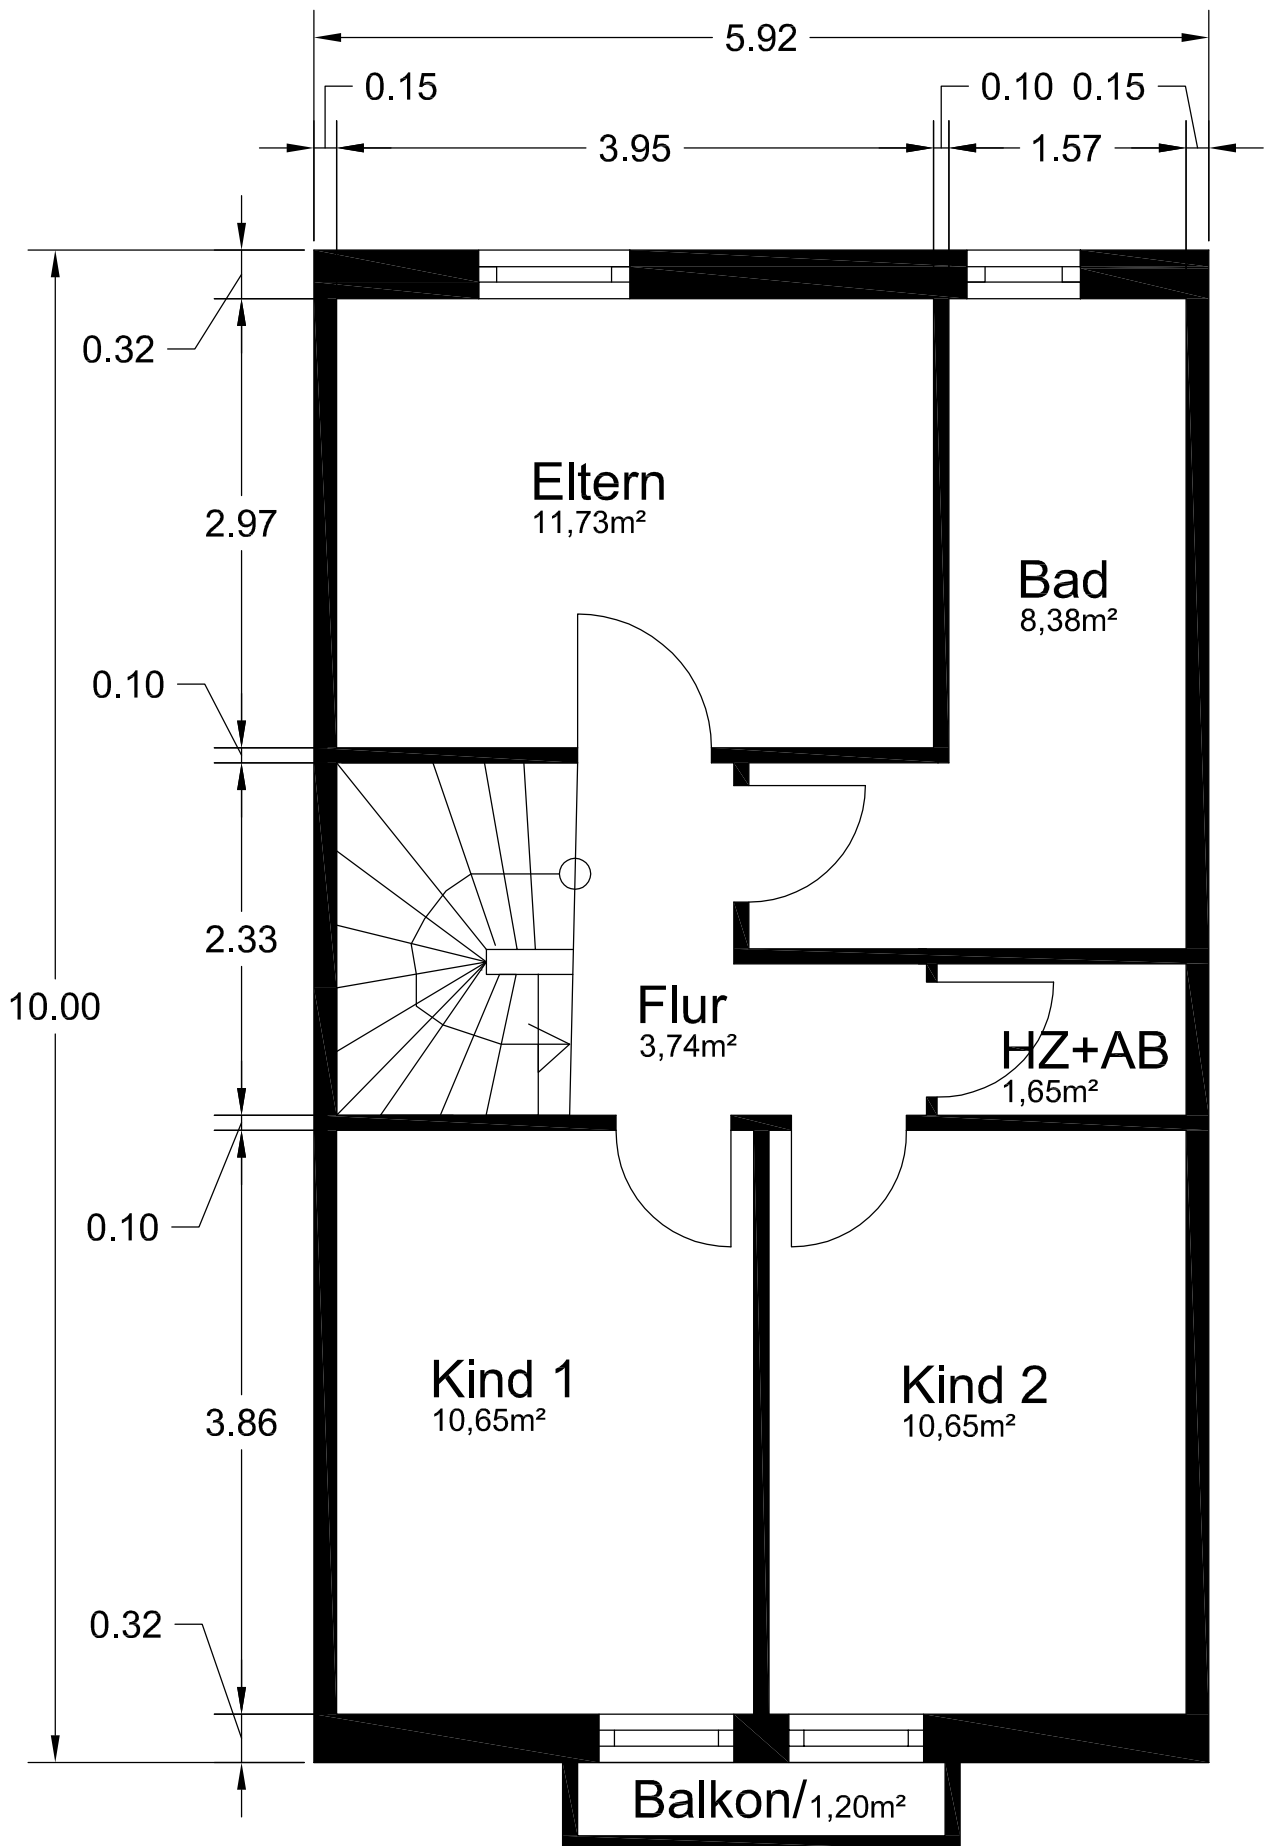 5.92
0.15
0.10 0.15
3.95
1.57
0.32
2.97
Eltern
11,73m²
Bad
8,38m²
0.10
2.33
10.00
Flur
3,74m²
HZ+AB
1,65m²
0.10
Kind 1
10,65m²
Kind 2
10,65m²
3.86
0.32
Balkon/1,20m²